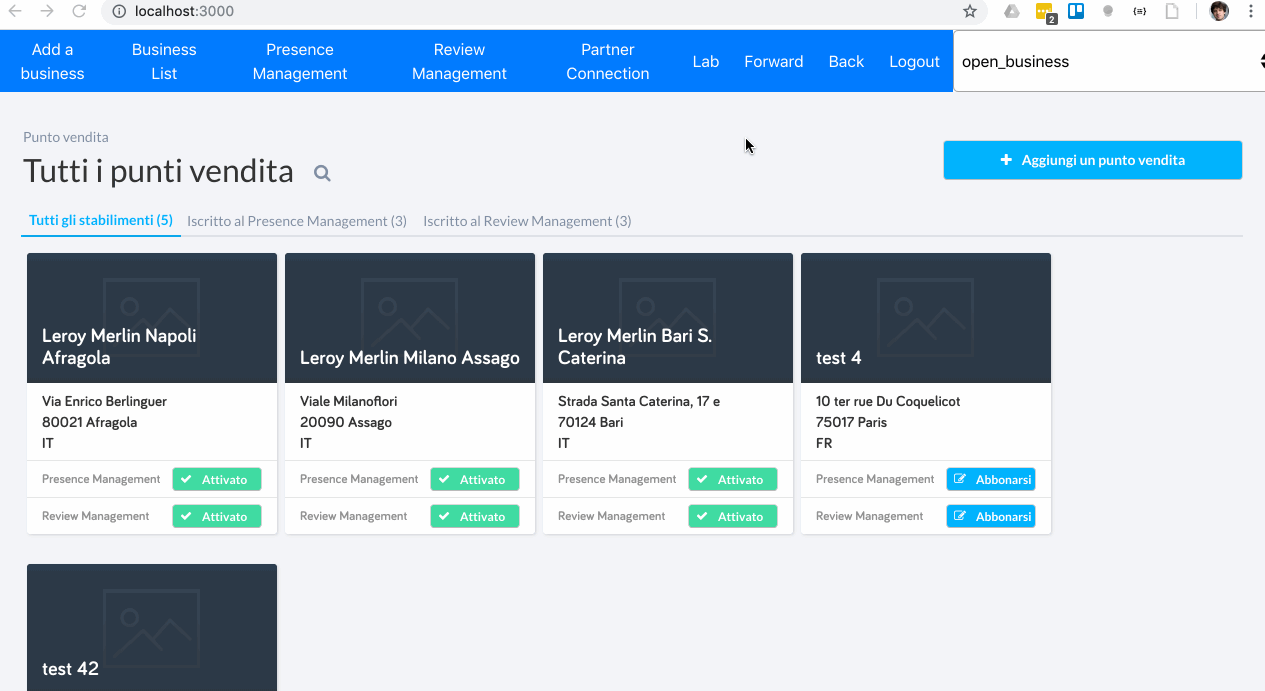 localhost:3000
2
Add a business
Business List
Presence Management
Review Management
Partner Connection
Lab
Forward
Back
Logout
open_business
Punto vendita
Tutti i punti vendita
Aggiungi un punto vendita
Tutti gli stabilimenti (5)
Iscritto al Presence Management (3)
Iscritto al Review Management (3)
Leroy Merlin Napoli
Afragola
Via Enrico Berlinguer
80021 Afragola
IT
Presence Management
Attivato
Review Management
Attivato
Leroy Merlin Milano Assago
Viale Milanofiori
20090 Assago
IT
Presence Management
Attivato
Review Management
Attivato
Leroy Merlin Bari S.
Caterina
Strada Santa Caterina, 17 e
70124 Bari
IT
Presence Management
Attivato
Review Management
Attivato
test 4
10 ter rue Du Coquelicot
75017 Paris
FR
Presence Management
Abbonarsi
Review Management
Abbonarsi
test 42